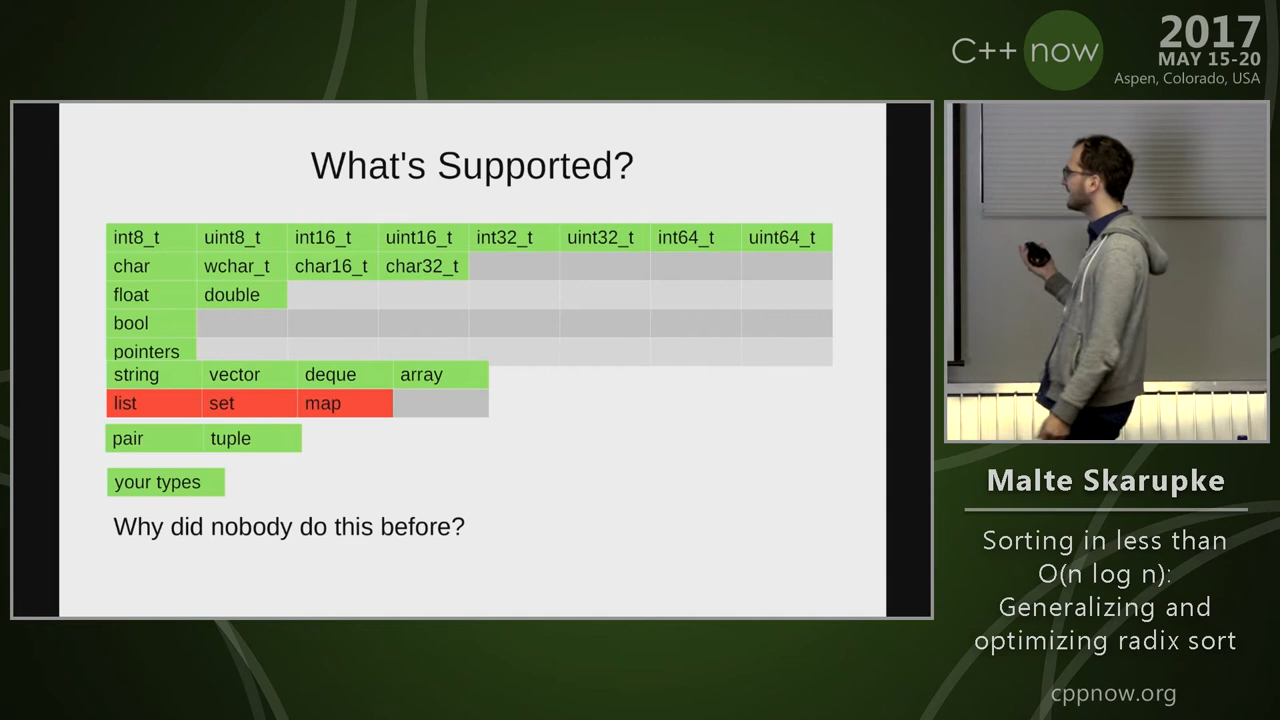 C++ now
2017
MAY 15-20
Aspen, Colorado, USA
What's Supported?
int8_t uint8_t int16_t uint16_t int32_t uint32_t int64_t uint64_t
char wchar_t char16_t char32_t
float double
bool
pointers
string vector deque array
list set map
pair tuple
your types
Why did nobody do this before?
Malte Skarupke
Sorting in less than
O(n log n):
Generalizing and
optimizing radix sort
cppnow.org